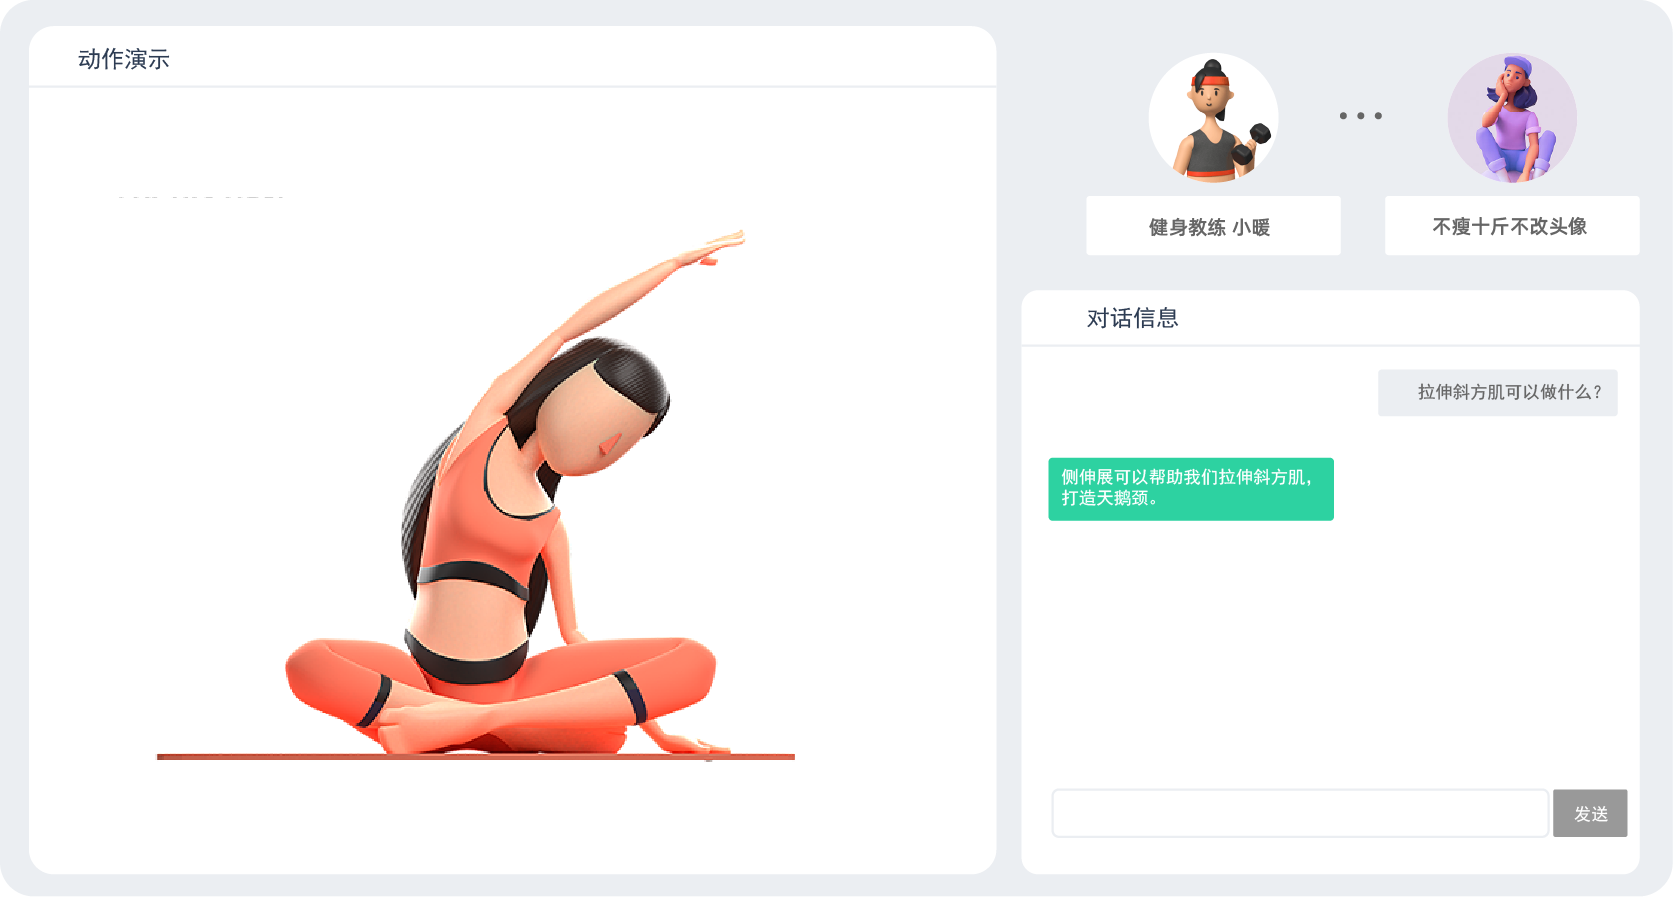 动作演示
健身教练 小暖
不瘦十斤不改头像
对话信息
拉伸斜方肌可以做什么？
侧伸展可以帮助我们拉伸斜方肌，
打造天鹅颈。
发送